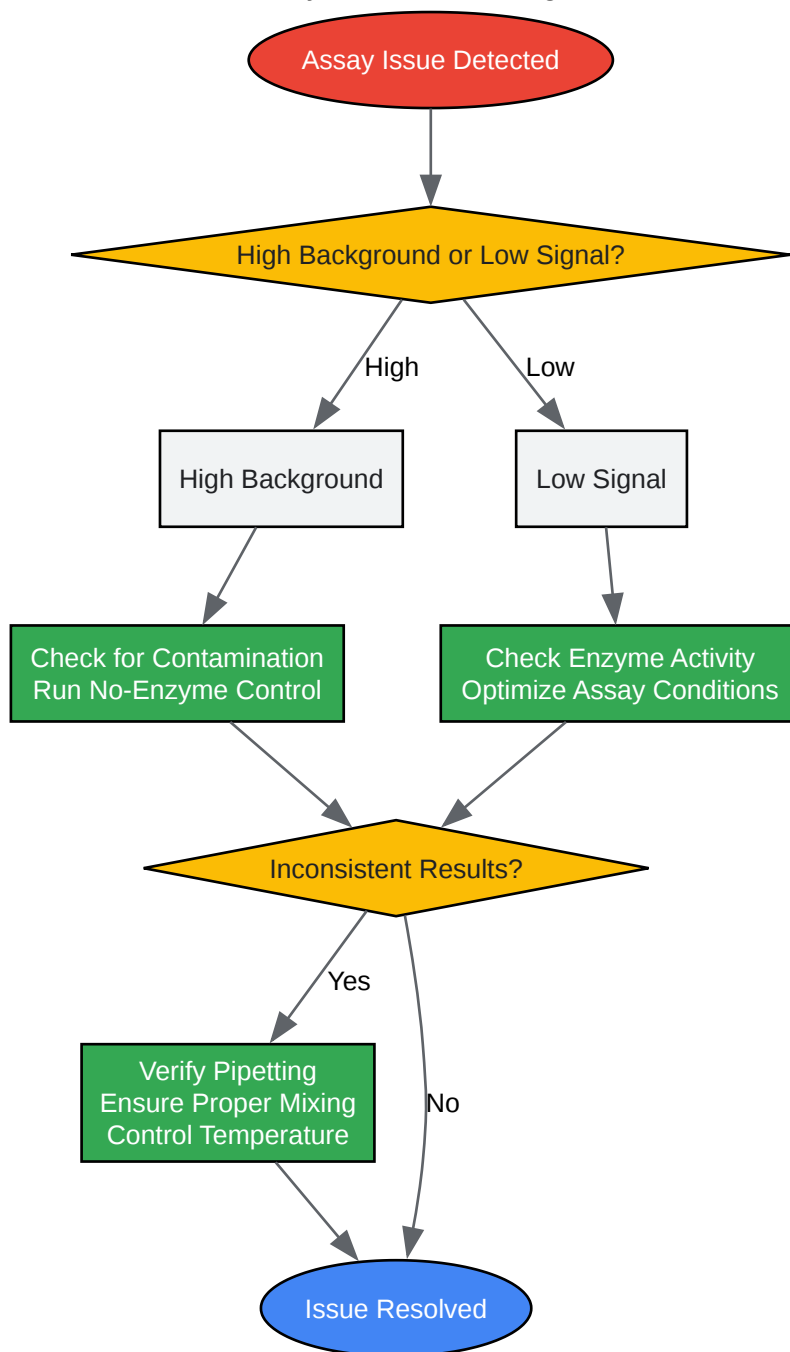 Assay Issue Detected
High Background or Low Signal?
High
Low
High Background
Low Signal
Check for Contamination
Run No-Enzyme Control
Check Enzyme Activity
Optimize Assay Conditions
Inconsistent Results?
Yes
No
Verify Pipetting
Ensure Proper Mixing
Control Temperature
Issue Resolved